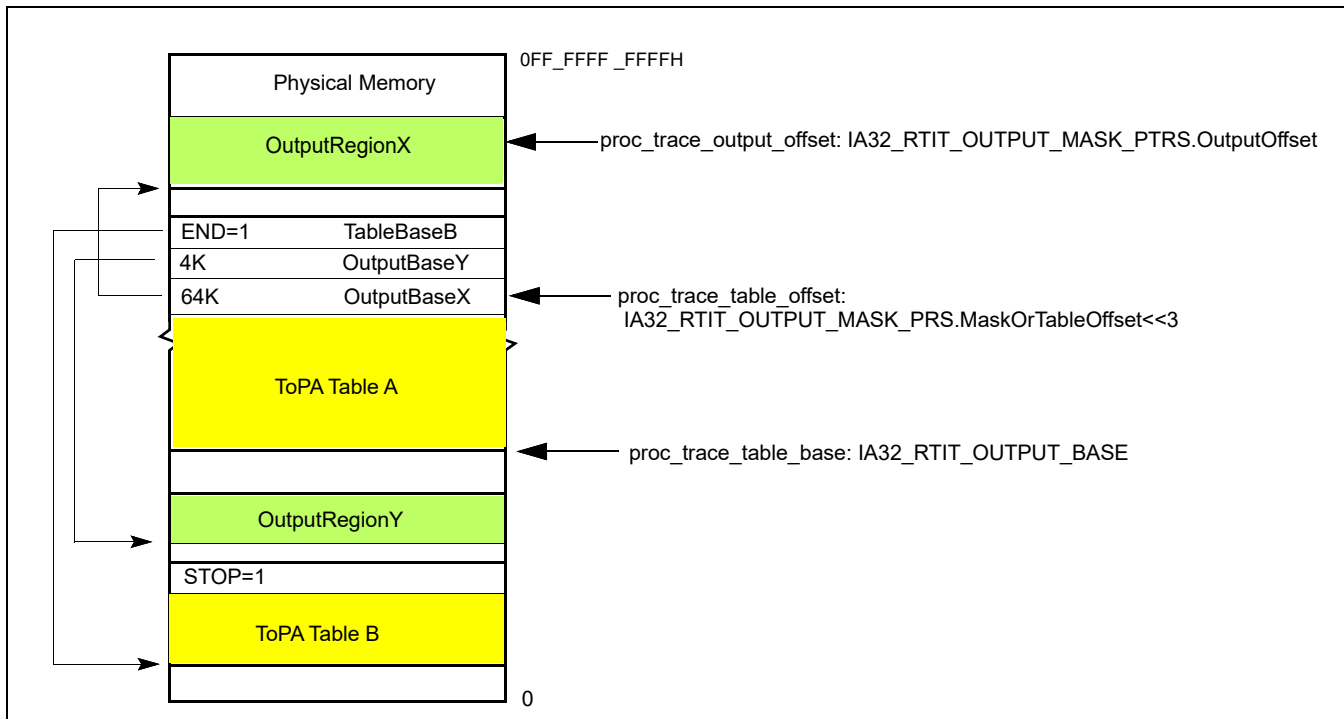 0FF_FFFF _FFFFH
Physical Memory
OutputRegionX
proc_trace_output_offset: IA32_RTIT_OUTPUT_MASK_PTRS.OutputOffset
END=1 TableBaseB
4K OutputBaseY
64K OutputBaseX
proc_trace_table_offset:
IA32_RTIT_OUTPUT_MASK_PRS.MaskOrTableOffset<<3
ToPA Table A
proc_trace_table_base: IA32_RTIT_OUTPUT_BASE
OutputRegionY
STOP=1
ToPA Table B
0